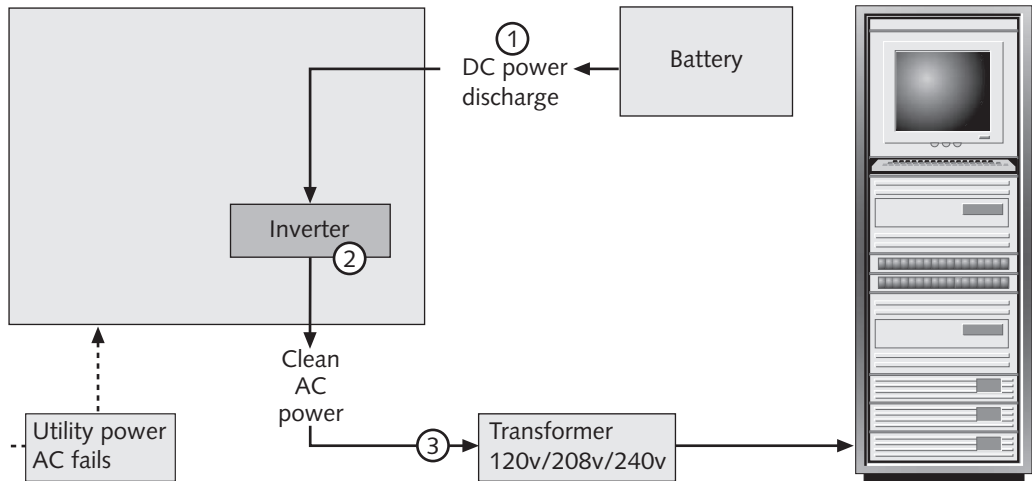 1
DC power
discharge
Battery
Inverter
2
Clean
AC
power
Utility power
AC fails
3
Transformer
120v/208v/240v